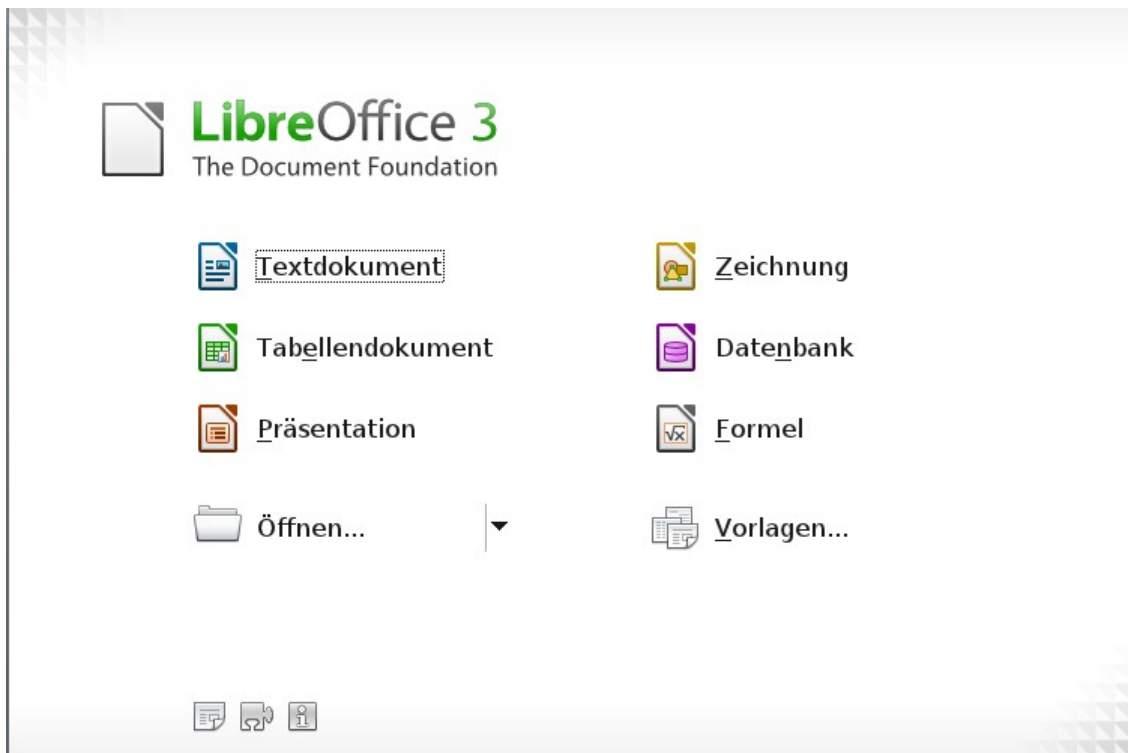 LibreOffice 3
The Document Foundation
Textdokument
Zeichnung
Tabellendokument
Datenbank
Präsentation
Formel
Öffnen...
Vorlagen...